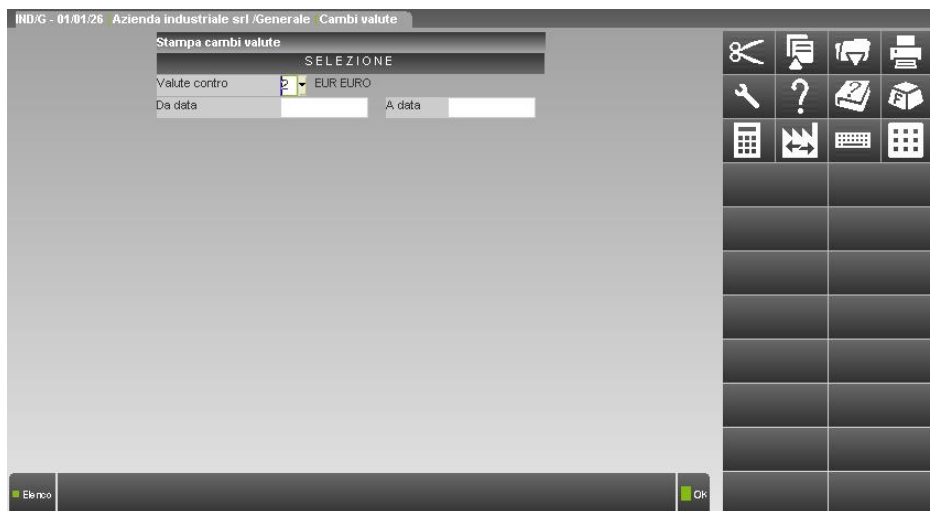 IND/G - 01/01/26 Azienda industriale srl /Generale Cambi valute
Stampa cambi valute
SELEZIONE
Valute contro 2 EUR EURO
Da data A data
Elenco OK